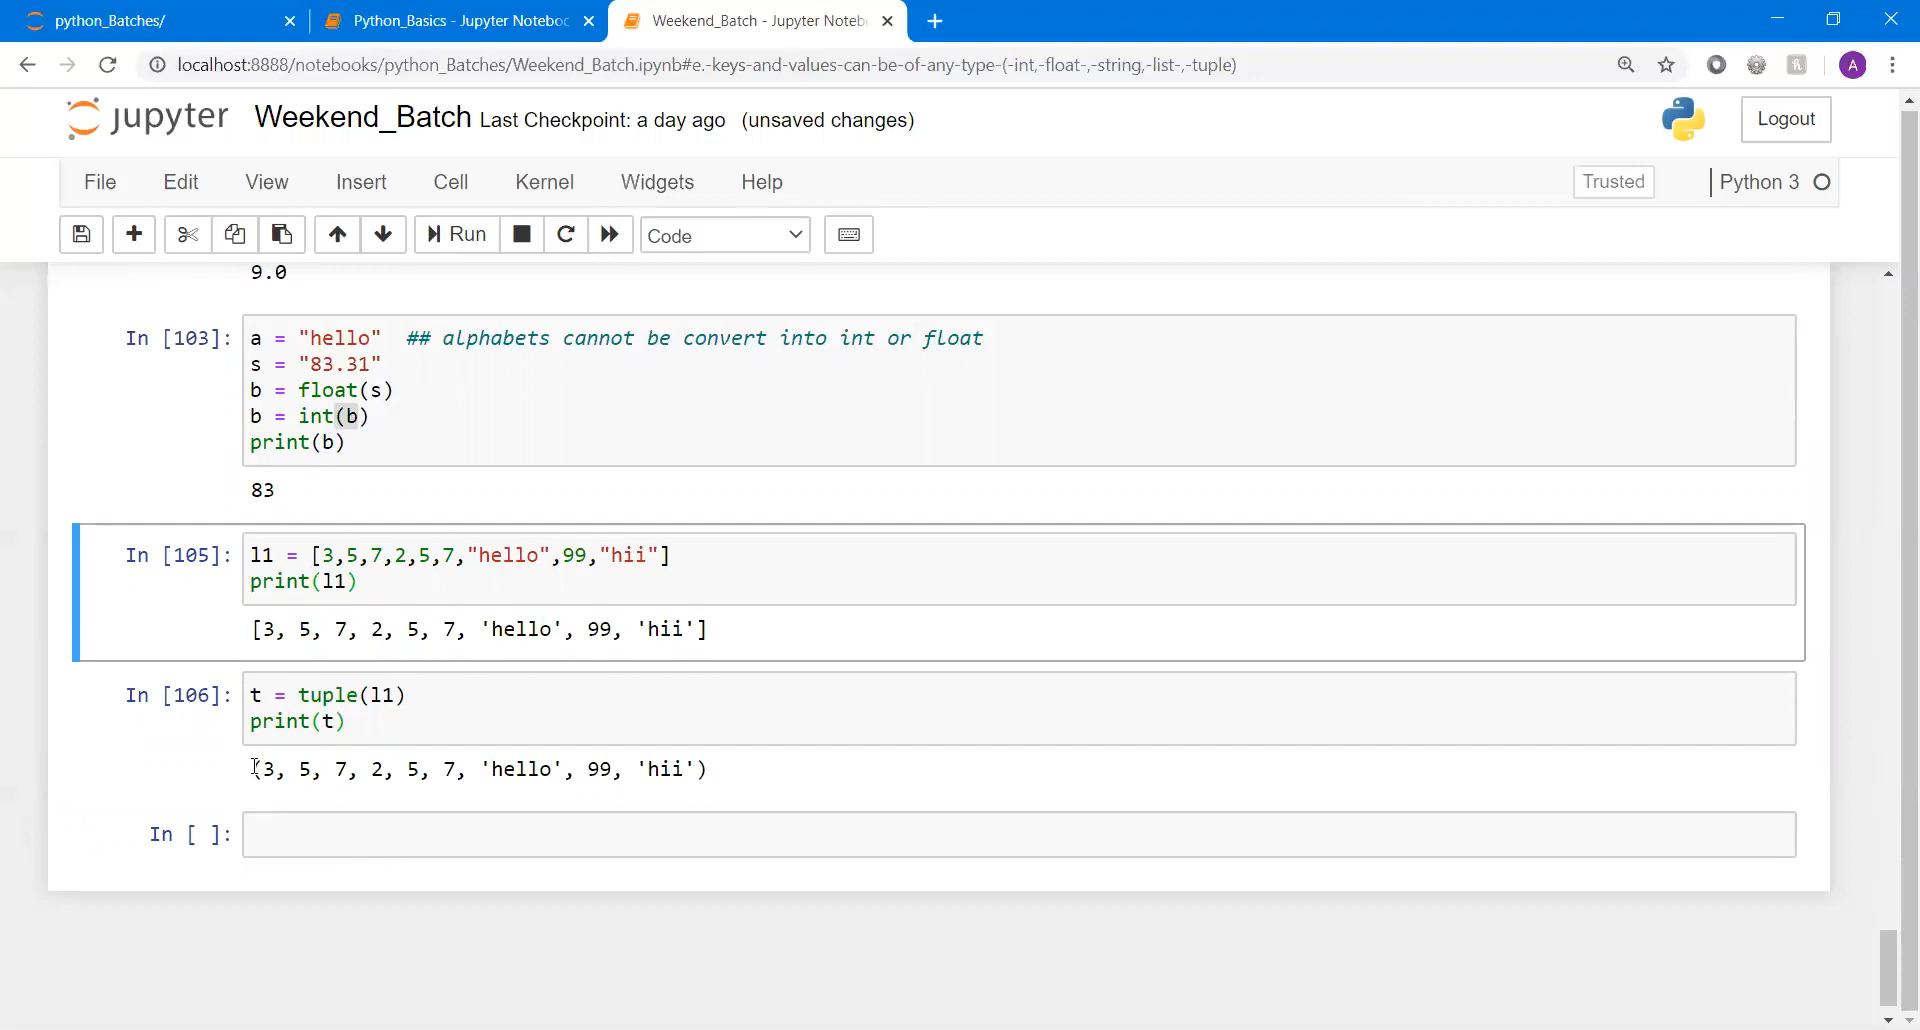 python_Batches/
Python_Basics - Jupyter Noteboo
Weekend_Batch - Jupyter Noteb
localhost:8888/notebooks/python_Batches/Weekend_Batch.ipynb#e.-keys-and-values-can-be-of-any-type-(-int,-float-,-string,-list-,-tuple)
A
jupyter Weekend_Batch Last Checkpoint: a day ago (unsaved changes)
Logout
File Edit View Insert Cell Kernel Widgets Help
Trusted
Python 3
Run
Code
9.0
In [103]: a = "hello"  ## alphabets cannot be convert into int or float
s = "83.31"
b = float(s)
b = int(b)
print(b)
83
In [105]: l1 = [3,5,7,2,5,7,"hello",99,"hii"]
print(l1)
[3, 5, 7, 2, 5, 7, 'hello', 99, 'hii']
In [106]: t = tuple(l1)
print(t)
(3, 5, 7, 2, 5, 7, 'hello', 99, 'hii')
In [ ]: